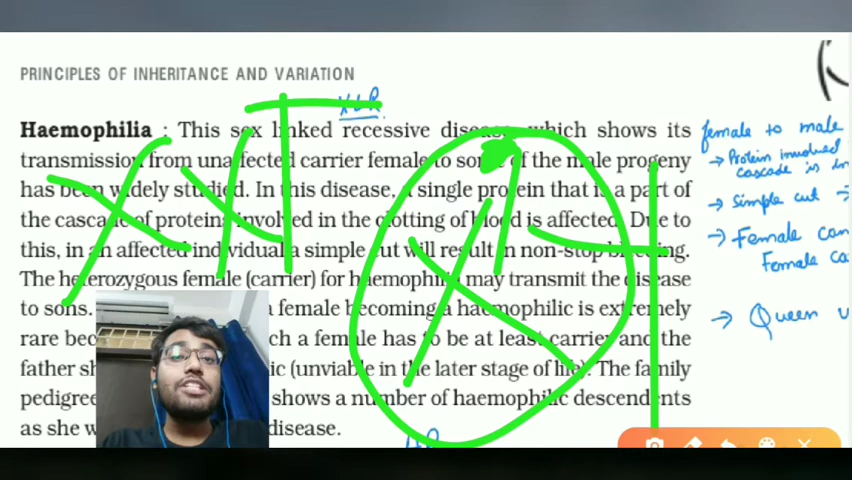 PRINCIPLES OF INHERITANCE AND VARIATION
XLR
Haemophilia : This sex linked recessive disease, which shows its
transmission from unaffected carrier female to some of the male progeny
has been widely studied. In this disease, a single protein that is a part of
the cascade of proteins involved in the clotting of blood is affected. Due to
this, in an affected individual a simple cut will result in non-stop bleeding.
The heterozygous female (carrier) for haemophilia may transmit the disease
to sons. a female becoming a haemophilic is extremely
rare bec ch a female has to be at least carrier and the
father sh ic (unviable in the later stage of life). The family
pedigree shows a number of haemophilic descendents
as she w disease.
female to male
→ Protein involved
cascade is
→ Simple cut →
→ Female can
Female ca
→ Queen